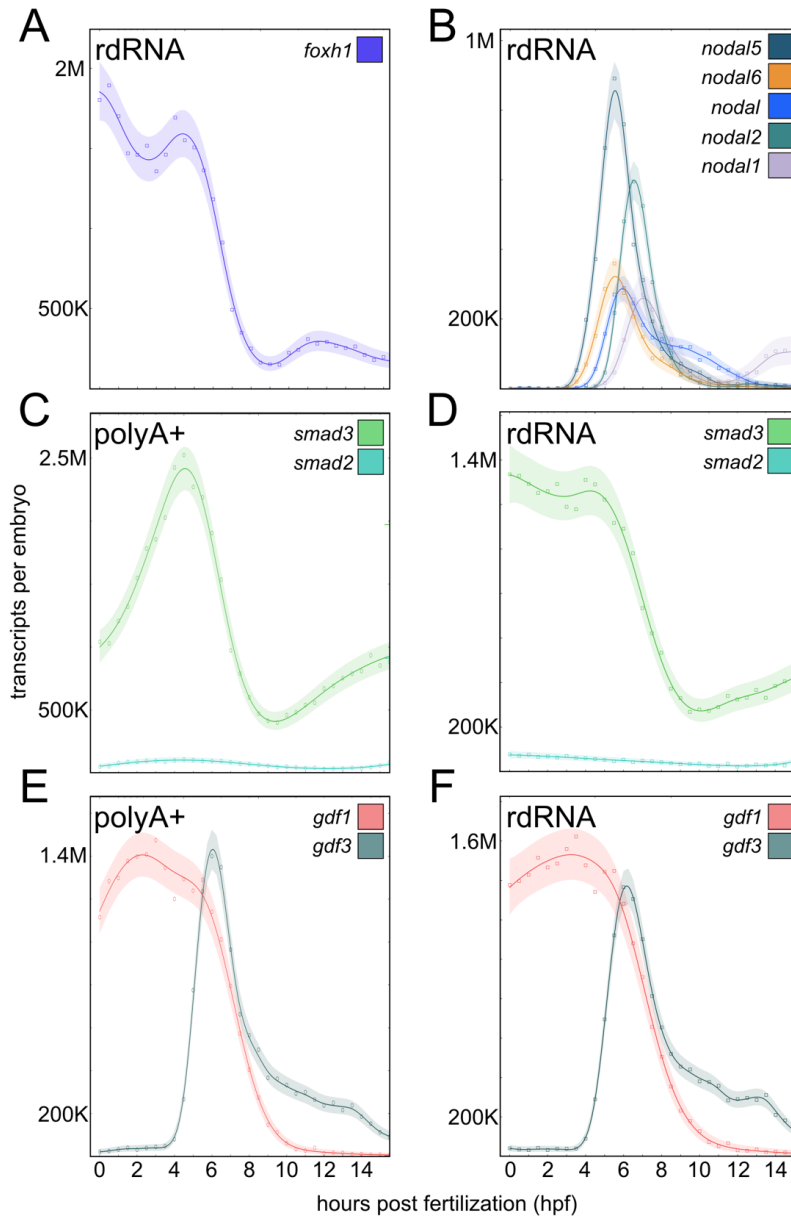 A
rdRNA
foxh1
2M
500K
B
rdRNA
nodal5
nodal6
nodal
nodal2
nodal1
1M
200K
C
polyA+
smad3
smad2
2.5M
500K
D
rdRNA
smad3
smad2
1.4M
200K
transcripts per embryo
E
polyA+
gdf1
gdf3
1.4M
200K
0 2 4 6 8 10 12 14
F
rdRNA
gdf1
gdf3
1.6M
200K
0 2 4 6 8 10 12 14
hours post fertilization (hpf)